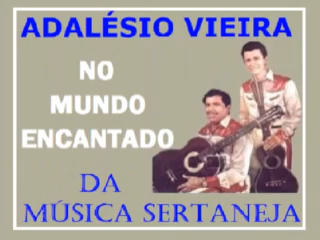 ADALÉSIO VIEIRA
NO
MUNDO
ENCANTADO
DA
MÚSICA SERTANEJA